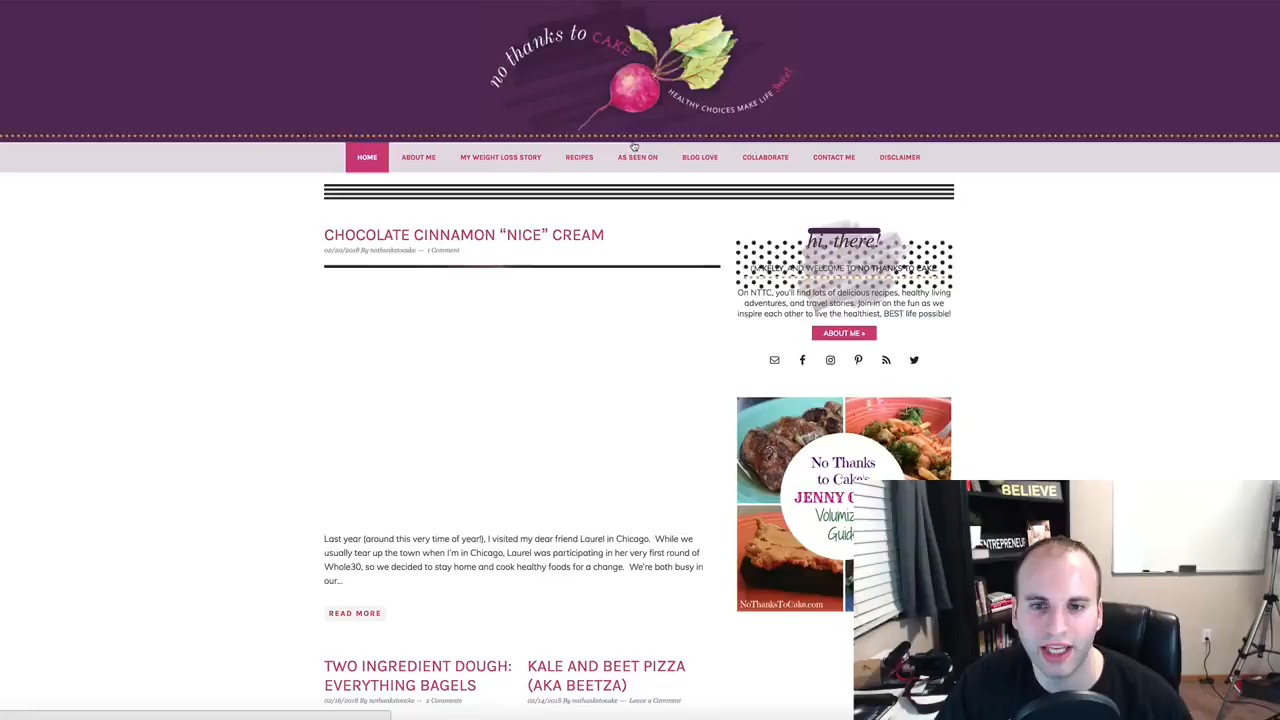 no thanks to CAKE
HEALTHY CHOICES MAKE LIFE Sweet!
HOME ABOUT ME MY WEIGHT LOSS STORY RECIPES AS SEEN ON BLOG LOVE COLLABORATE CONTACT ME DISCLAIMER
CHOCOLATE CINNAMON “NICE” CREAM
02/20/2018 By nothankstocake — 1 Comment
Last year (around this very time of year!), I visited my dear friend Laurel in Chicago. While we
usually tear up the town when I'm in Chicago, Laurel was participating in her very first round of
Whole30, so we decided to stay home and cook healthy foods for a change. We're both busy in
our...
READ MORE
TWO INGREDIENT DOUGH:
EVERYTHING BAGELS
02/16/2018 By nothankstocake — 2 Comments
KALE AND BEET PIZZA
(AKA BEETZA)
02/14/2018 By nothankstocake — Leave a Comment
hi, there!
I'M KELLY, AND WELCOME TO NO THANKS TO CAKE.
On NTTC, you'll find lots of delicious recipes, healthy living
adventures, and travel stories. Join in on the fun as we
inspire each other to live the healthiest, BEST life possible!
ABOUT ME »
No Thanks
to Cake's
JENNY
Volumiz
Guid
NoThanksToCake.com
BELIEVE
ENTREPRENEUR